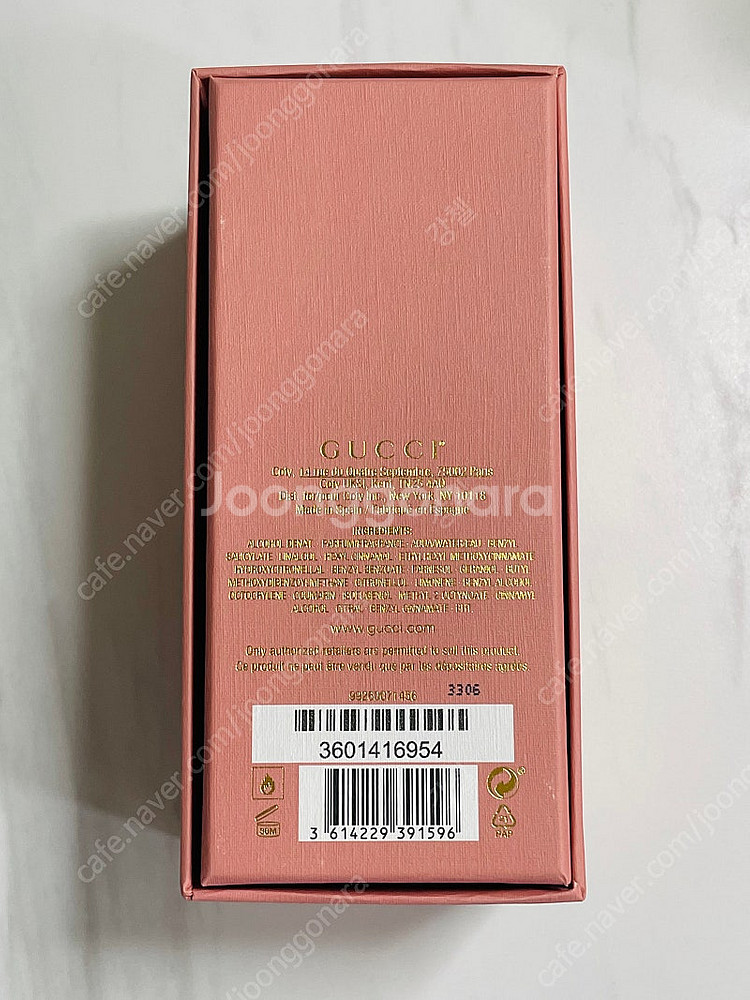 GUCCI
Coty, 14 rue du Quatre Septembre, 75002 Paris
Coty UK&I, Kent, TN25 4AQ
Dist. for/pour Coty Inc., New York, NY 10118
Made in Spain / Fabriqué en Espagne
INGREDIENTS:
ALCOHOL DENAT. · PARFUM/FRAGRANCE · AQUA/WATER/EAU · BENZYL
SALICYLATE · LINALOOL · HEXYL CINNAMAL · ETHYLHEXYL METHOXYCINNAMATE
HYDROXYCITRONELLAL · BENZYL BENZOATE · FARNESOL · GERANIOL · BUTYL
METHOXYDIBENZOYLMETHANE · CITRONELLOL · LIMONENE · BENZYL ALCOHOL
OCTOCRYLENE · COUMARIN · ISOEUGENOL · METHYL 2-OCTYNOATE · CINNAMYL
ALCOHOL · CITRAL · BENZYL CINNAMATE · BHT.
www.gucci.com
Only authorized retailers are permitted to sell this product.
Ce produit ne peut être vendu que par les dépositaires agréés.
99260071456 3306
3601416954
3 614229 391596
36M
21
PAP
Joonggonara
cafe.naver.com/joonggonara
강철